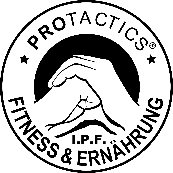 PROTACTICS®
I.P.F.
FITNESS & ERNÄHRUNG